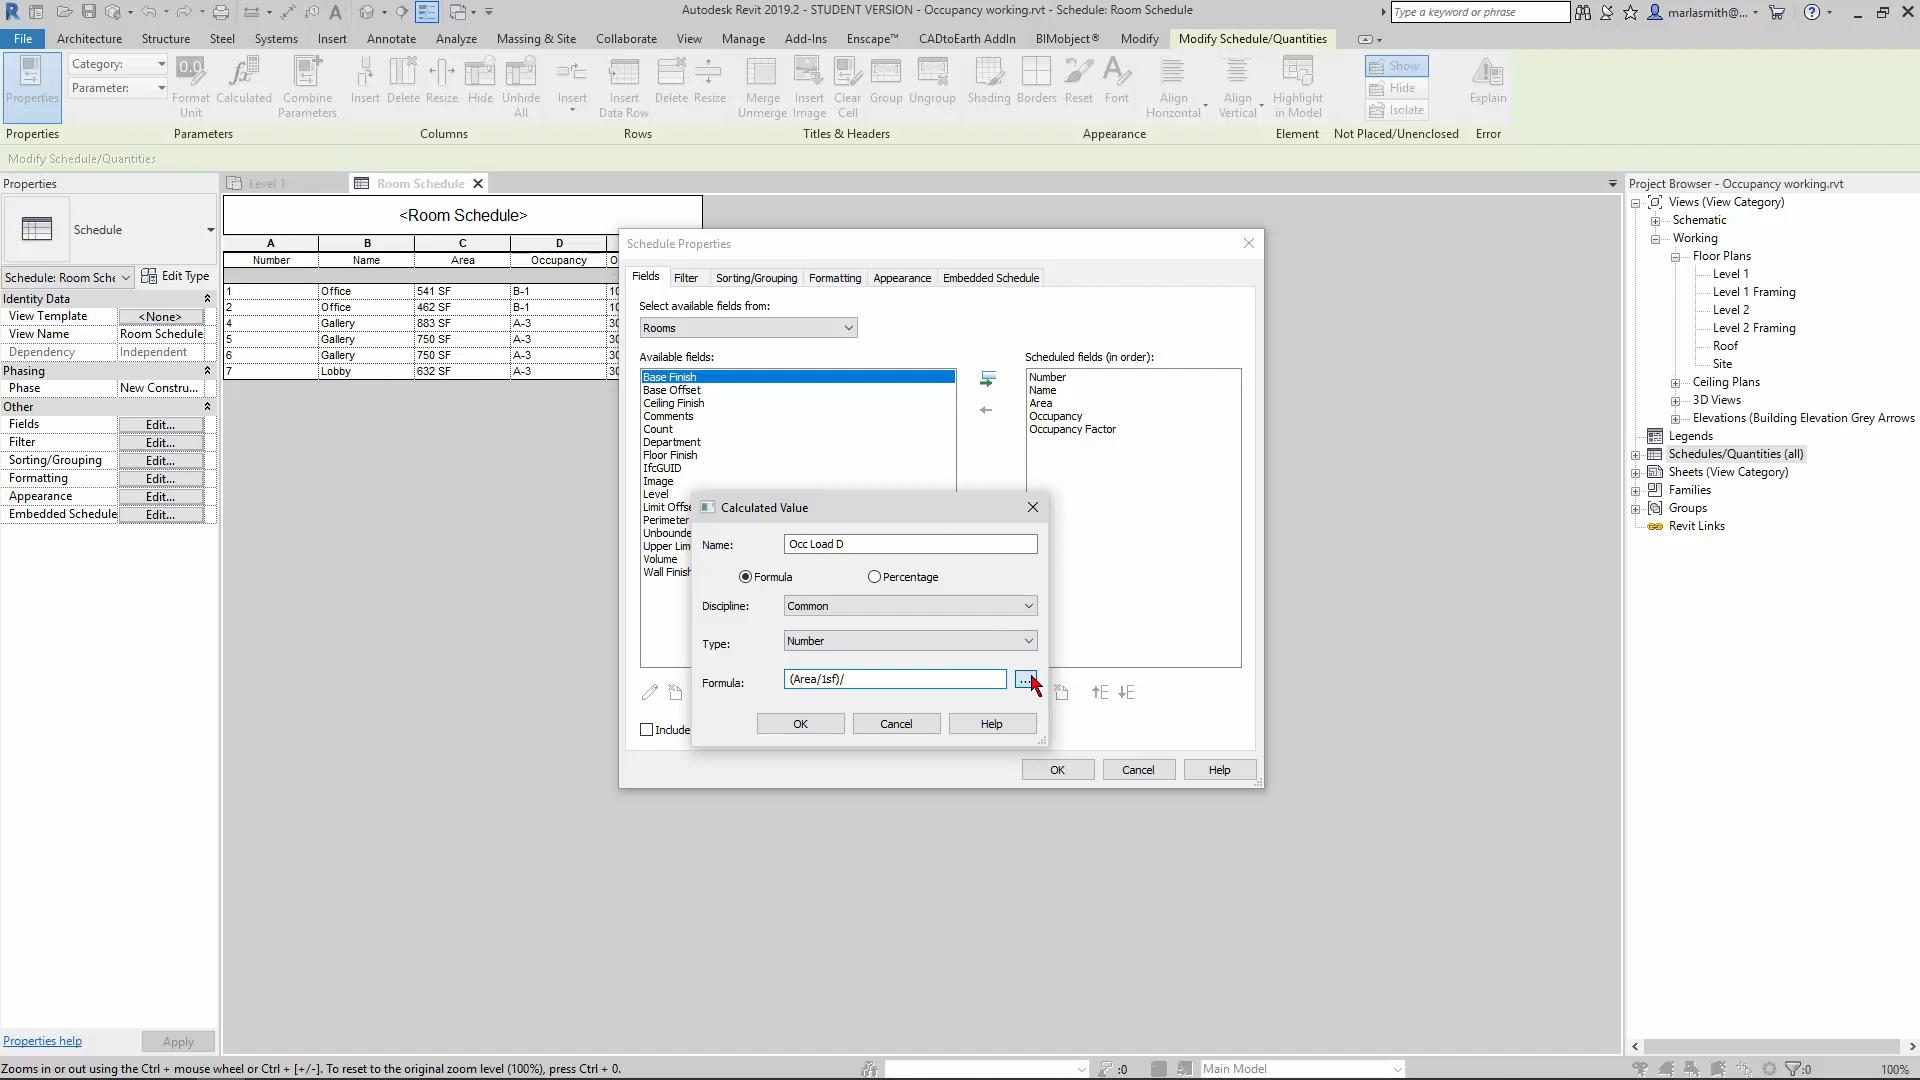 Autodesk Revit 2019.2 - STUDENT VERSION - Occupancy working.rvt - Schedule: Room Schedule
Type a keyword or phrase
marlasmith@...
File Architecture Structure Steel Systems Insert Annotate Analyze Massing & Site Collaborate View Manage Add-Ins Enscape™ CADtoEarth AddIn BIMobject® Modify Modify Schedule/Quantities
Properties
Category:
Parameter:
Format Unit
Calculated
Combine Parameters
Insert
Delete
Resize
Hide
Unhide All
Insert
Insert Data Row
Delete
Resize
Merge Unmerge
Insert Image
Clear Cell
Group
Ungroup
Shading
Borders
Reset
Font
Align Horizontal
Align Vertical
Highlight in Model
Show
Hide
Isolate
Explain
Properties Parameters Columns Rows Titles & Headers Appearance Element Not Placed/Unenclosed Error
Modify Schedule/Quantities
Properties
Schedule
Schedule: Room Sche
Edit Type
Identity Data
View Template <None>
View Name Room Schedule
Dependency Independent
Phasing
Phase New Constru...
Other
Fields Edit...
Filter Edit...
Sorting/Grouping Edit...
Formatting Edit...
Appearance Edit...
Embedded Schedule Edit...
Properties help
Apply
Level 1
Room Schedule
<Room Schedule>
A B C D
Number Name Area Occupancy O
1 Office 541 SF B-1 10
2 Office 462 SF B-1 10
4 Gallery 883 SF A-3 30
5 Gallery 750 SF A-3 30
6 Gallery 750 SF A-3 30
7 Lobby 632 SF A-3 30
Schedule Properties
Fields Filter Sorting/Grouping Formatting Appearance Embedded Schedule
Select available fields from:
Rooms
Available fields:
Base Finish
Base Offset
Ceiling Finish
Comments
Count
Department
Floor Finish
IfcGUID
Image
Level
Limit Offse
Perimeter
Unbounde
Upper Lim
Volume
Wall Finish
Scheduled fields (in order):
Number
Name
Area
Occupancy
Occupancy Factor
Include
OK Cancel Help
Calculated Value
Name: Occ Load D
Formula Percentage
Discipline: Common
Type: Number
Formula: (Area/1sf)/
...
OK Cancel Help
Project Browser - Occupancy working.rvt
Views (View Category)
Schematic
Working
Floor Plans
Level 1
Level 1 Framing
Level 2
Level 2 Framing
Roof
Site
Ceiling Plans
3D Views
Elevations (Building Elevation Grey Arrows
Legends
Schedules/Quantities (all)
Sheets (View Category)
Families
Groups
Revit Links
Zooms in or out using the Ctrl + mouse wheel or Ctrl + [+/-]. To reset to the original zoom level (100%), press Ctrl + 0.
:0
Main Model
:0
100%